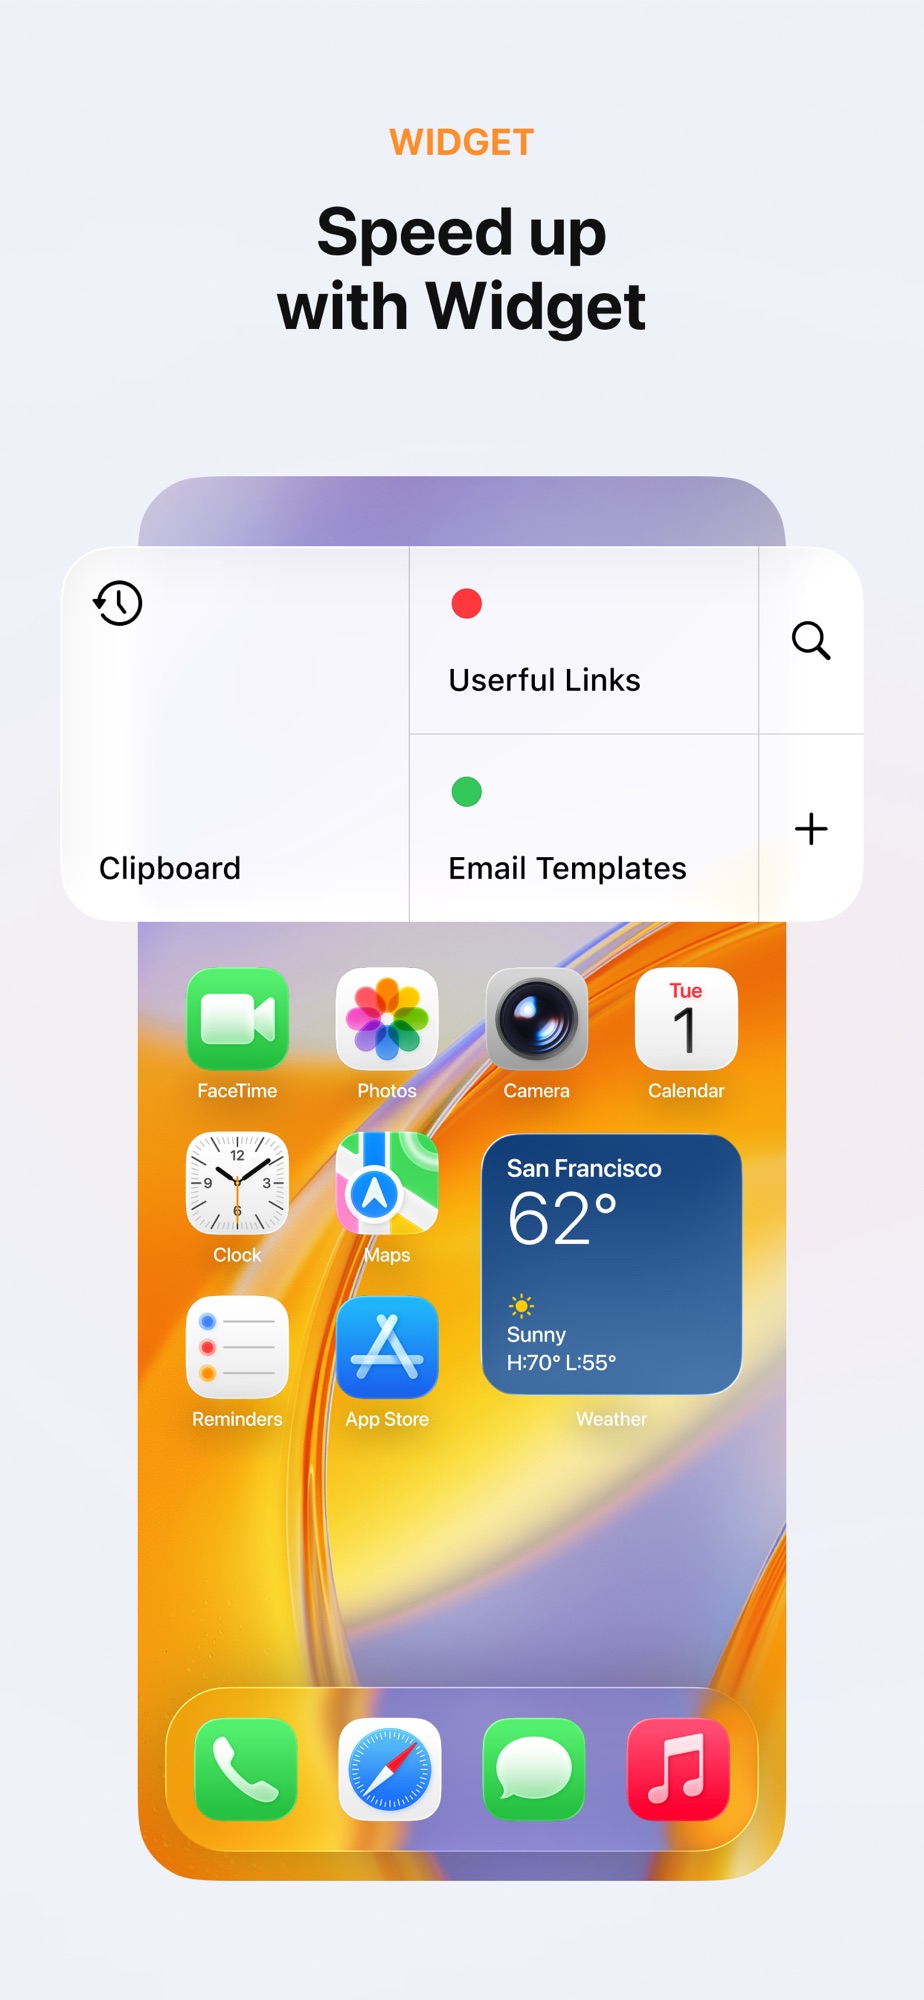 WIDGET
Speed up
with Widget
Userful Links
Clipboard
Email Templates
FaceTime
Photos
Tue
1
Camera
Calendar
12
9
3
6
Clock
Maps
San Francisco
62°
Sunny
H:70° L:55°
Reminders
App Store
Weather